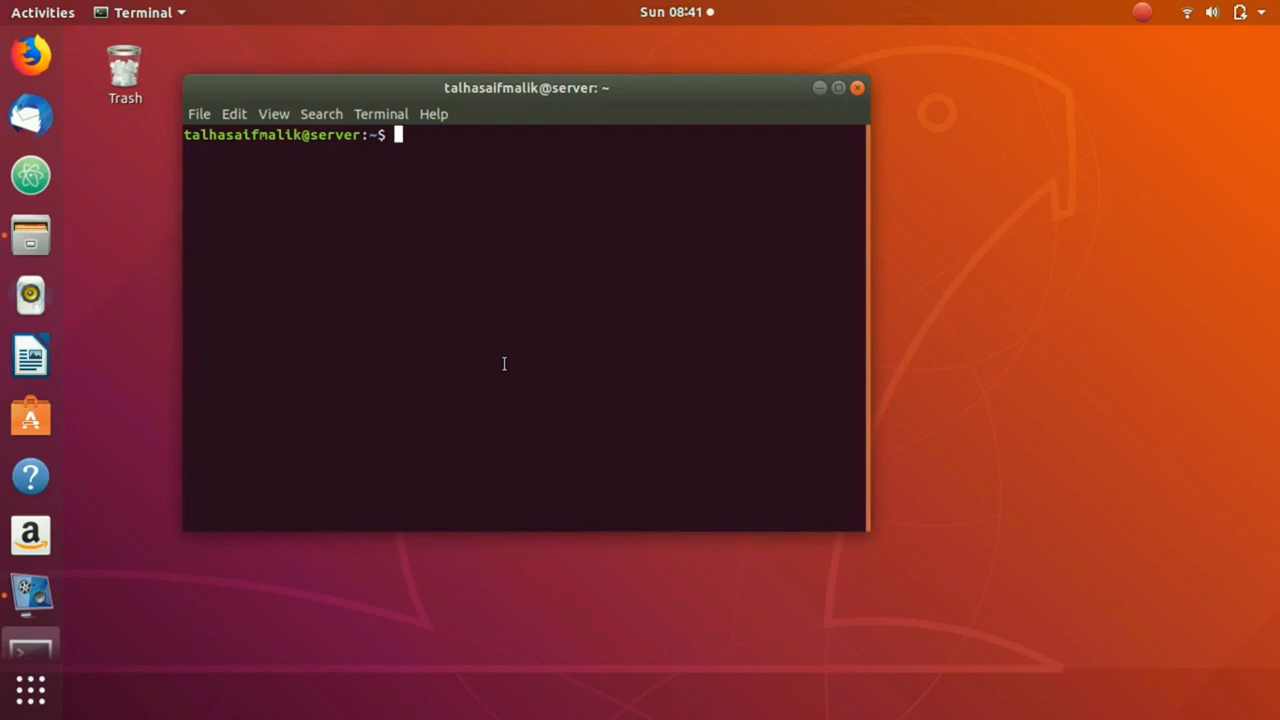 Activities Terminal Sun 08:41
Trash
talhasaifmalik@server: ~
File Edit View Search Terminal Help
talhasaifmalik@server:~$